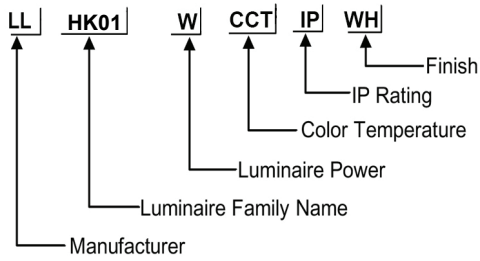 LL HK01 W CCT IP WH
Finish
IP Rating
Color Temperature
Luminaire Power
Luminaire Family Name
Manufacturer